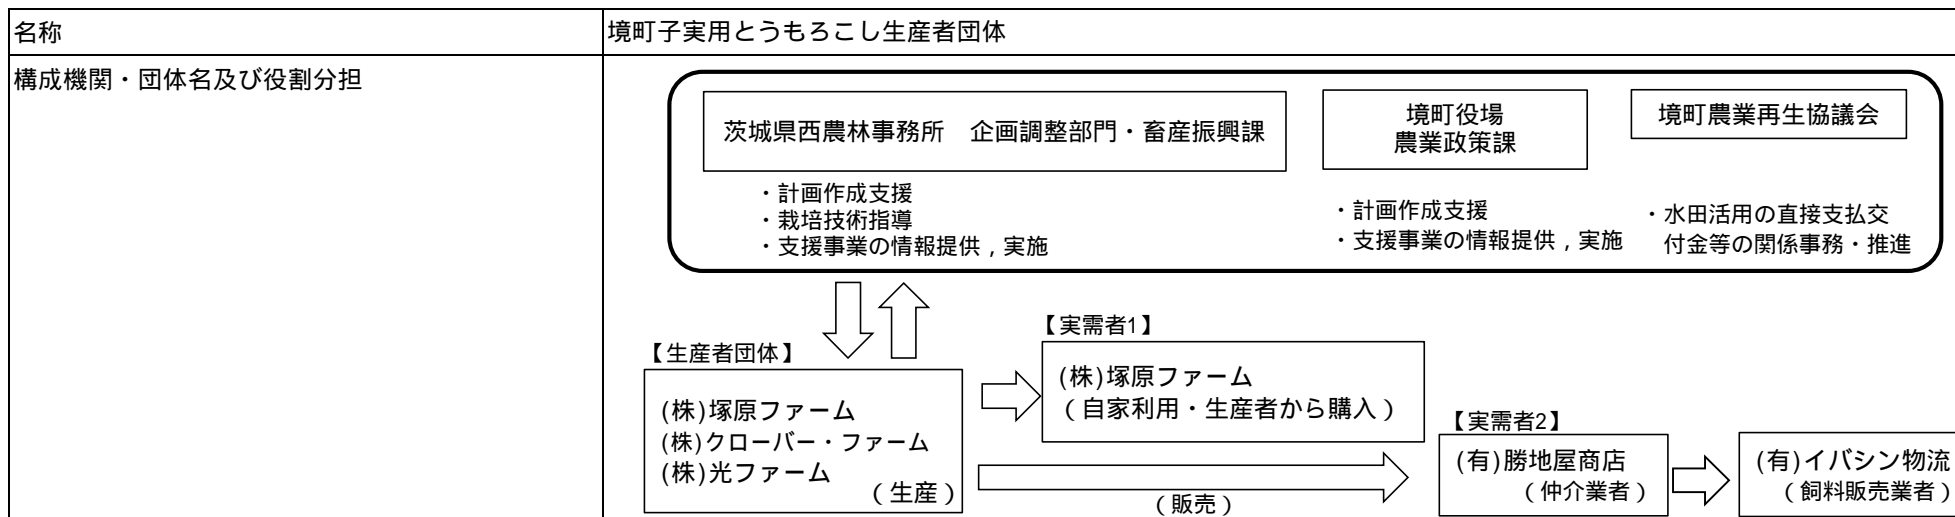 名称
境町子実用とうもろこし生産者団体
構成機関・団体名及び役割分担
茨城県西農林事務所　企画調整部門・畜産振興課
・計画作成支援
・栽培技術指導
・支援事業の情報提供，実施
境町役場
農業政策課
・計画作成支援
・支援事業の情報提供，実施
境町農業再生協議会
・水田活用の直接支払交
付金等の関係事務・推進
【生産者団体】
(株)塚原ファーム
(株)クローバー・ファーム
(株)光ファーム
（生産）
【実需者1】
(株)塚原ファーム
（自家利用・生産者から購入）
（販売）
【実需者2】
(有)勝地屋商店
（仲介業者）
(有)イバシン物流
（飼料販売業者）